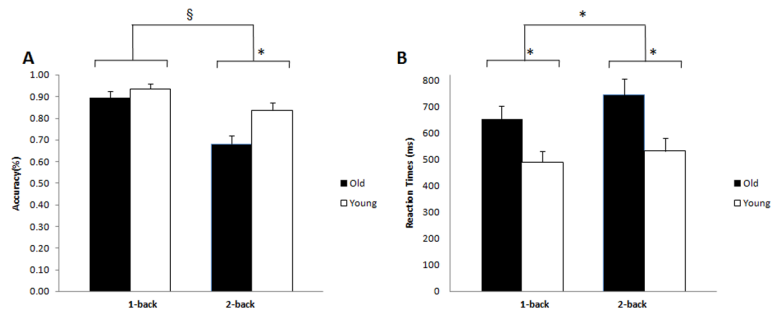 §
A
*
1.00
0.90
0.80
0.70
0.60
0.50
0.40
0.30
0.20
0.10
0.00
Accuracy(%)
1-back
2-back
Old
Young
*
B
*
*
800
700
600
500
400
300
200
100
0
Reaction Times (ms)
1-back
2-back
Old
Young